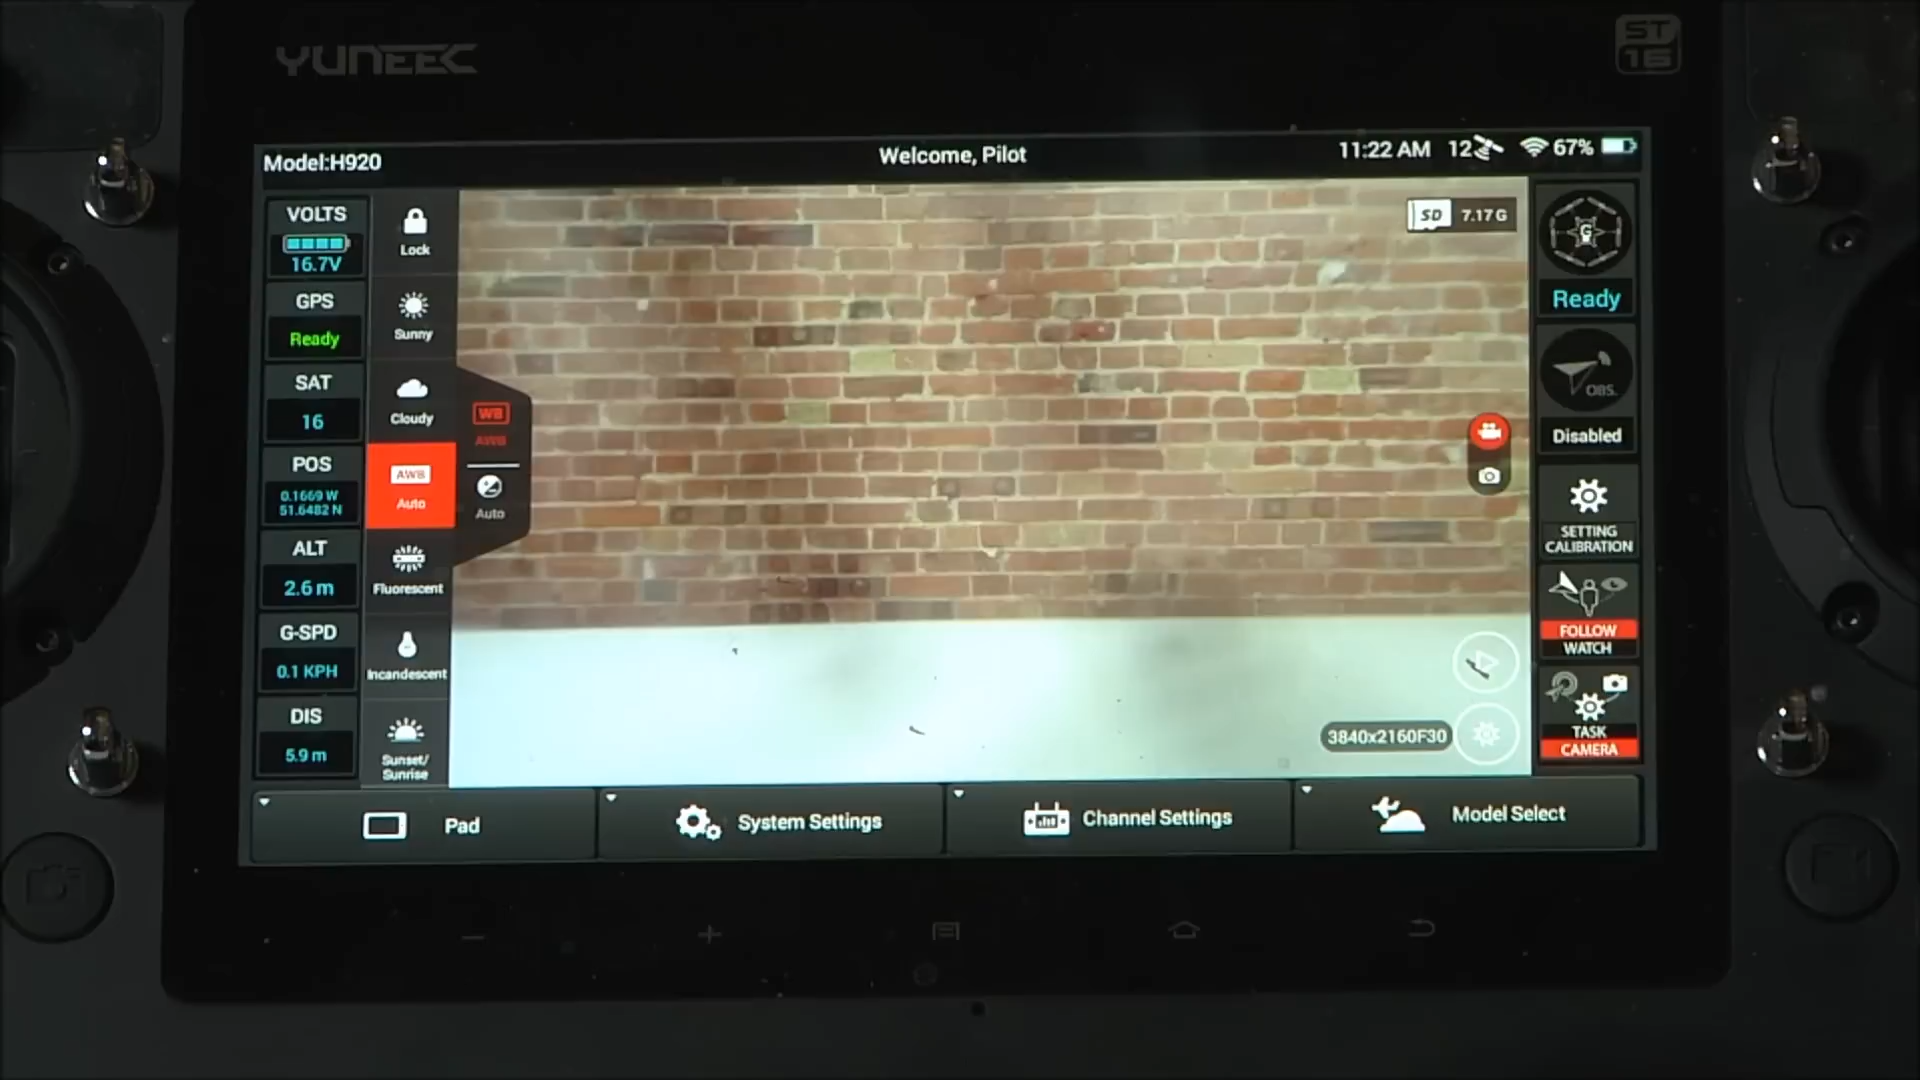 YUNEEC
ST
16
Model:H920
Welcome, Pilot
11:22 AM 12 67%
VOLTS
16.7V
GPS
Ready
SAT
16
POS
0.1669 W
51.6482 N
ALT
2.6 m
G-SPD
0.1 KPH
DIS
5.9 m
Lock
Sunny
Cloudy
AWB
Auto
Fluorescent
Incandescent
Sunset/
Sunrise
WB
AWB
Auto
SD 7.17G
3840x2160F30
G
Ready
OBS.
Disabled
SETTING
CALIBRATION
FOLLOW
WATCH
TASK
CAMERA
Pad
System Settings
Channel Settings
Model Select